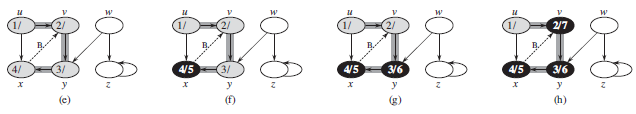 u v w u v w u v w u v w
1/ 2/ 1/ 2/ 1/ 2/ 1/ 2/7
B B B B
4/ 3/ 4/5 3/ 4/5 3/6 4/5 3/6
x y z x y z x y z x y z
(e) (f) (g) (h)